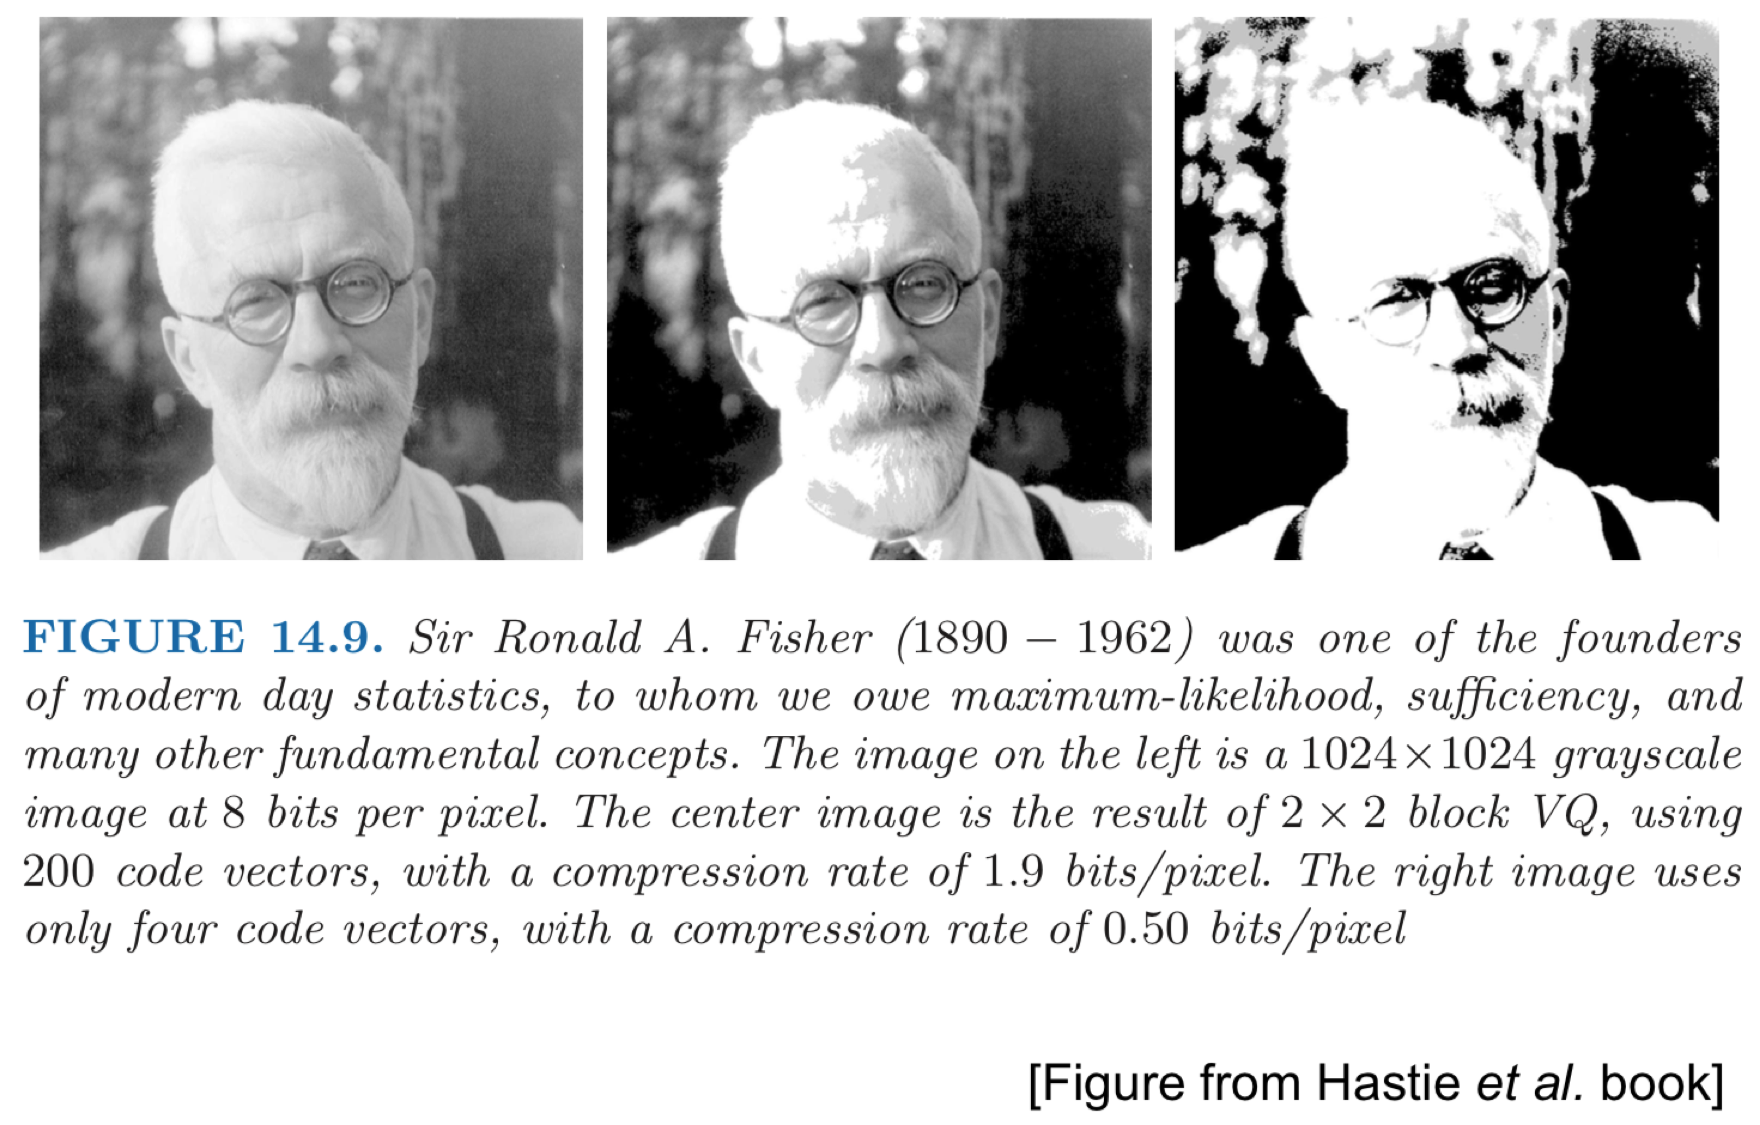 FIGURE 14.9. Sir Ronald A. Fisher (1890 – 1962) was one of the founders
of modern day statistics, to whom we owe maximum-likelihood, sufficiency, and
many other fundamental concepts. The image on the left is a 1024×1024 grayscale
image at 8 bits per pixel. The center image is the result of 2 × 2 block VQ, using
200 code vectors, with a compression rate of 1.9 bits/pixel. The right image uses
only four code vectors, with a compression rate of 0.50 bits/pixel
[Figure from Hastie et al. book]